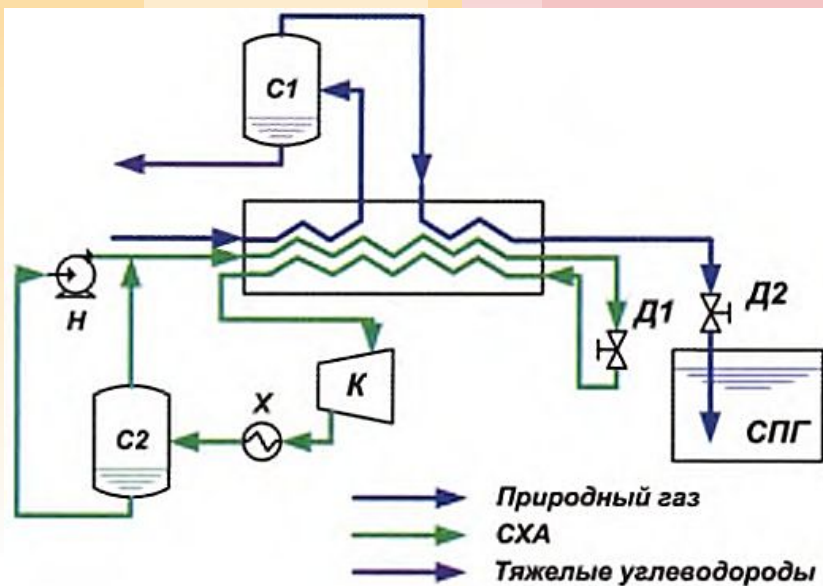 С1
Н
Д1
Д2
К
Х
С2
СПГ
Природный газ
СХА
Тяжелые углеводороды